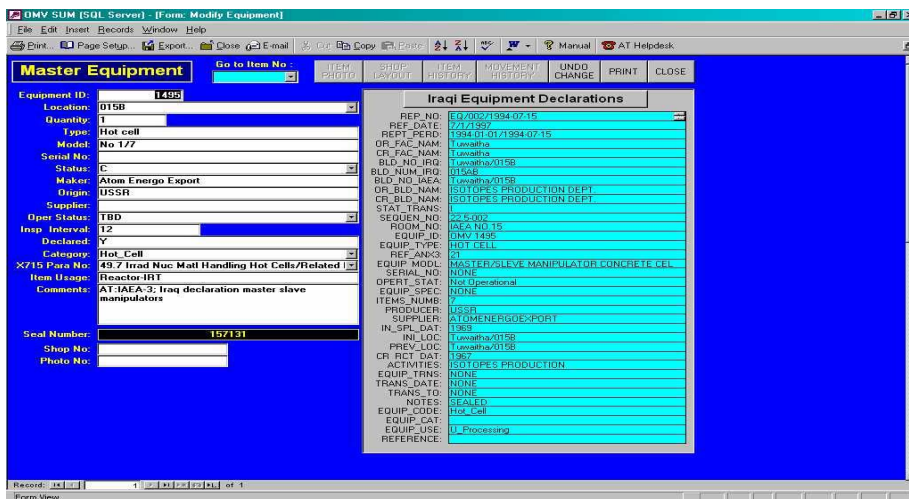 OMV SUM [SQL Server] - [Form: Modify Equipment]
File Edit Insert Records Window Help
Print... Page Setup... Export... Close E-mail Cut Copy Paste Manual AT Helpdesk
Master Equipment
Go to Item No :
ITEM PHOTO
SHOP LAYOUT
ITEM HISTORY
MOVEMENT HISTORY
UNDO CHANGE
PRINT
CLOSE
Equipment ID: 1495
Location: 015B
Quantity: 1
Type: Hot cell
Model: No 1/7
Serial No:
Status: C
Maker: Atom Energo Export
Origin: USSR
Supplier:
Oper Status: TBD
Insp Interval: 12
Declared: Y
Category: Hot_Cell
X715 Para No: 49.7 Irrad Nuc Matl Handling Hot Cells/Related
Item Usage: Reactor-IRT
Comments: AT:IAEA-3; Iraq declaration master slave
manipulators
Seal Number: 157131
Shop No:
Photo No:
Iraqi Equipment Declarations
REP_NO: EQ/002/1994-07-15
REF_DATE: 7/1/1997
REPT_PERD: 1994-01-01/1994-07-15
OR_FAC_NAM: Tuwaitha
CR_FAC_NAM: Tuwaitha
BLD_NO_IRQ: Tuwaitha/015B
BLD_NUM_IRQ: 015AB
BLD_NO_IAEA: Tuwaitha/015B
OR_BLD_NAM: ISOTOPES PRODUCTION DEPT.
CR_BLD_NAM: ISOTOPES PRODUCTION DEPT.
STAT_TRANS: I
SEQUEN_NO: 22.5-002
ROOM_NO: IAEA NO.15
EQUIP_ID: OMV 1495
EQUIP_TYPE: HOT CELL
REF_ANX3: 21
EQUIP MODL: MASTER/SLEVE MANIPULATOR CONCRETE CEL
SERIAL_NO: NONE
OPERT_STAT: Not Operational
EQUIP_SPEC: NONE
ITEMS_NUMB: 7
PRODUCER: USSR
SUPPLIER: ATOMENERGOEXPORT
IN_SPL_DAT: 1969
INI_LOC: Tuwaitha/015B
PREV_LOC: Tuwaitha/015B
CR RCT DAT: 1967
ACTIVITIES: ISOTOPES PRODUCTION
EQUIP_TRNS: NONE
TRANS_DATE: NONE
TRANS_TO: NONE
NOTES: SEALED
EQUIP_CODE: Hot_Cell
EQUIP_CAT:
EQUIP_USE: U_Processing
REFERENCE:
Record: 1 of 1
Form View